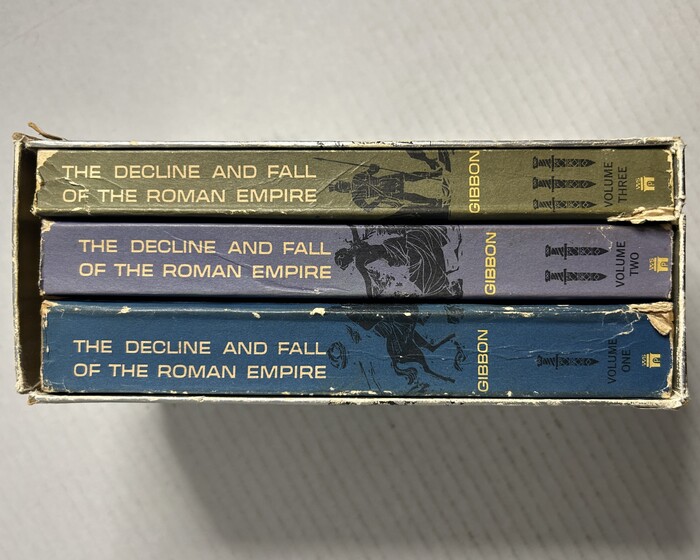 THE DECLINE AND FALL
OF THE ROMAN EMPIRE
GIBBON
VOLUME
THREE
THE DECLINE AND FALL
OF THE ROMAN EMPIRE
GIBBON
VOLUME
TWO
THE DECLINE AND FALL
OF THE ROMAN EMPIRE
GIBBON
VOLUME
ONE